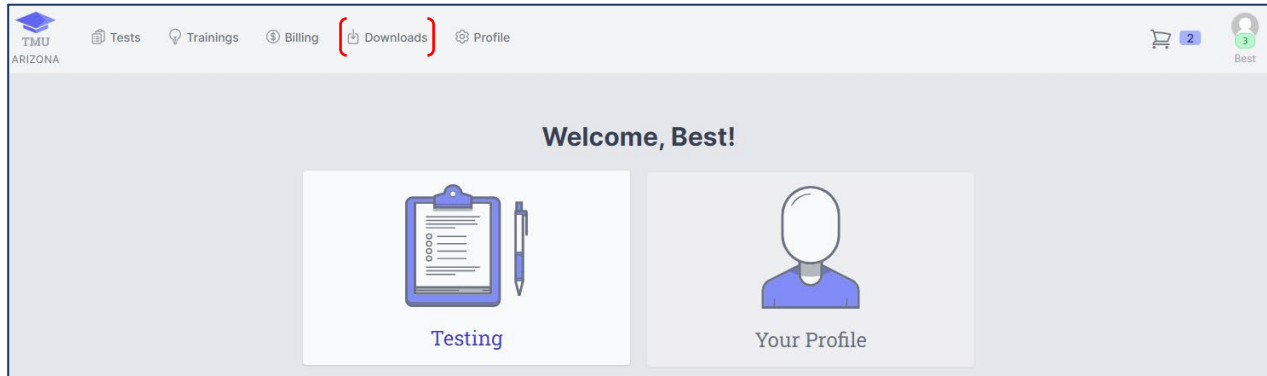 TMU
ARIZONA
Tests
Trainings
Billing
Downloads
Profile
2
3
Best
Welcome, Best!
Testing
Your Profile